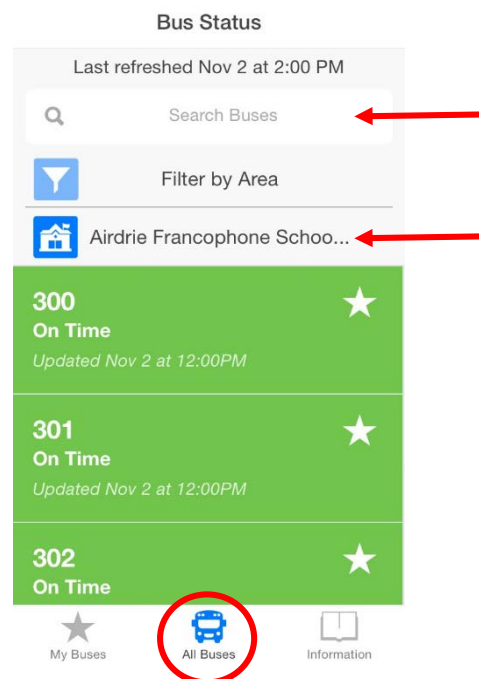 Bus Status
Last refreshed Nov 2 at 2:00 PM
Search Buses
Filter by Area
Airdrie Francophone Schoo...
300
On Time
Updated Nov 2 at 12:00PM
301
On Time
Updated Nov 2 at 12:00PM
302
On Time
My Buses
All Buses
Information